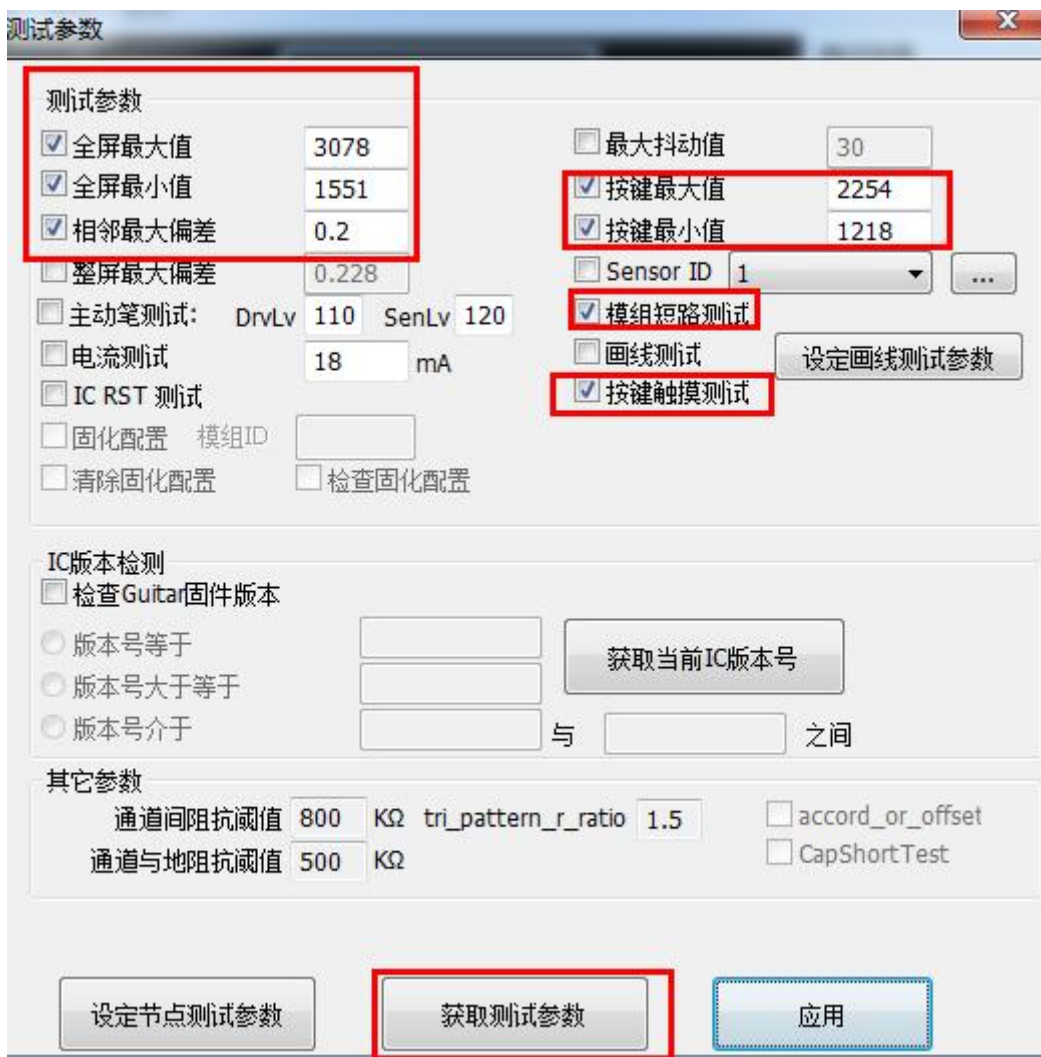 测试参数
测试参数
全屏最大值 3078
最大抖动值 30
全屏最小值 1551
按键最大值 2254
相邻最大偏差 0.2
按键最小值 1218
整屏最大偏差 0.228
Sensor ID 1 ...
主动笔测试: DrvLv 110 SenLv 120
模组短路测试
电流测试 18 mA
画线测试 设定画线测试参数
IC RST 测试
按键触摸测试
固化配置 模组ID
清除固化配置 检查固化配置
IC版本检测
检查Guitar固件版本
版本号等于
获取当前IC版本号
版本号大于等于
版本号介于 与 之间
其它参数
通道间阻抗阈值 800 KΩ tri_pattern_r_ratio 1.5 accord_or_offset
通道与地阻抗阈值 500 KΩ CapShortTest
设定节点测试参数 获取测试参数 应用